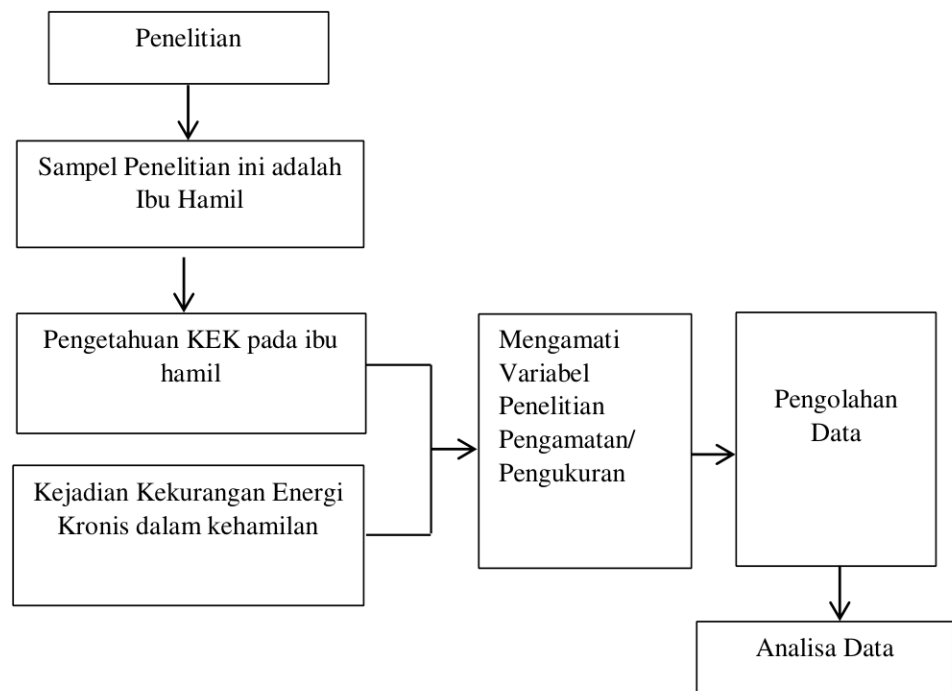 Penelitian
Sampel Penelitian ini adalah
Ibu Hamil
Pengetahuan KEK pada ibu
hamil
Kejadian Kekurangan Energi
Kronis dalam kehamilan
Mengamati
Variabel
Penelitian
Pengamatan/
Pengukuran
Pengolahan
Data
Analisa Data